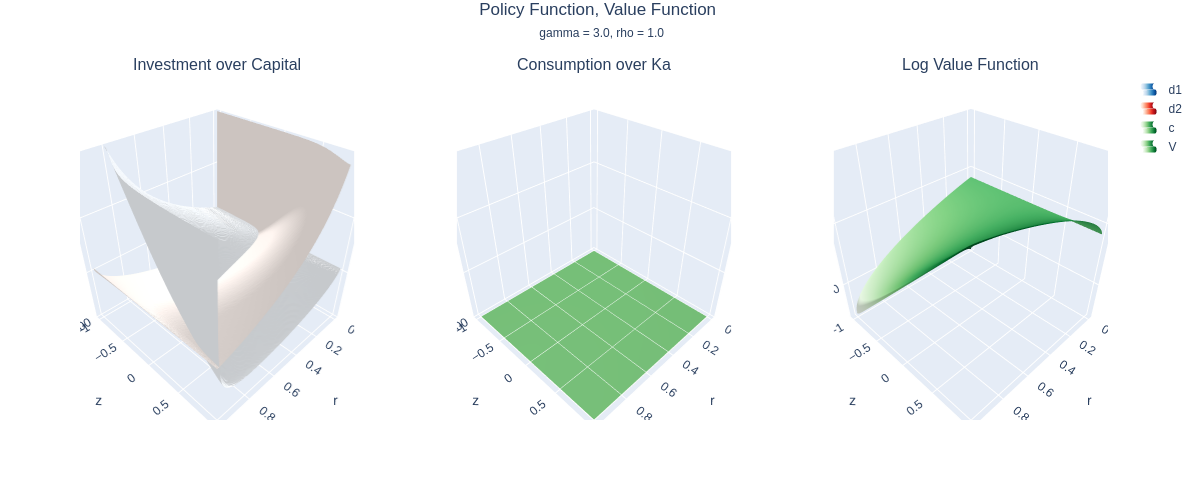 Policy Function, Value Function
gamma = 3.0, rho = 1.0
Investment over Capital
Consumption over Ka
Log Value Function
d1
d2
c
V
−0.5
0
0.5
z
0
0.2
0.4
0.6
0.8
r
−0.5
0
0.5
z
0
0.2
0.4
0.6
0.8
r
0
−1
−0.5
0
0.5
z
0
0.2
0.4
0.6
0.8
r